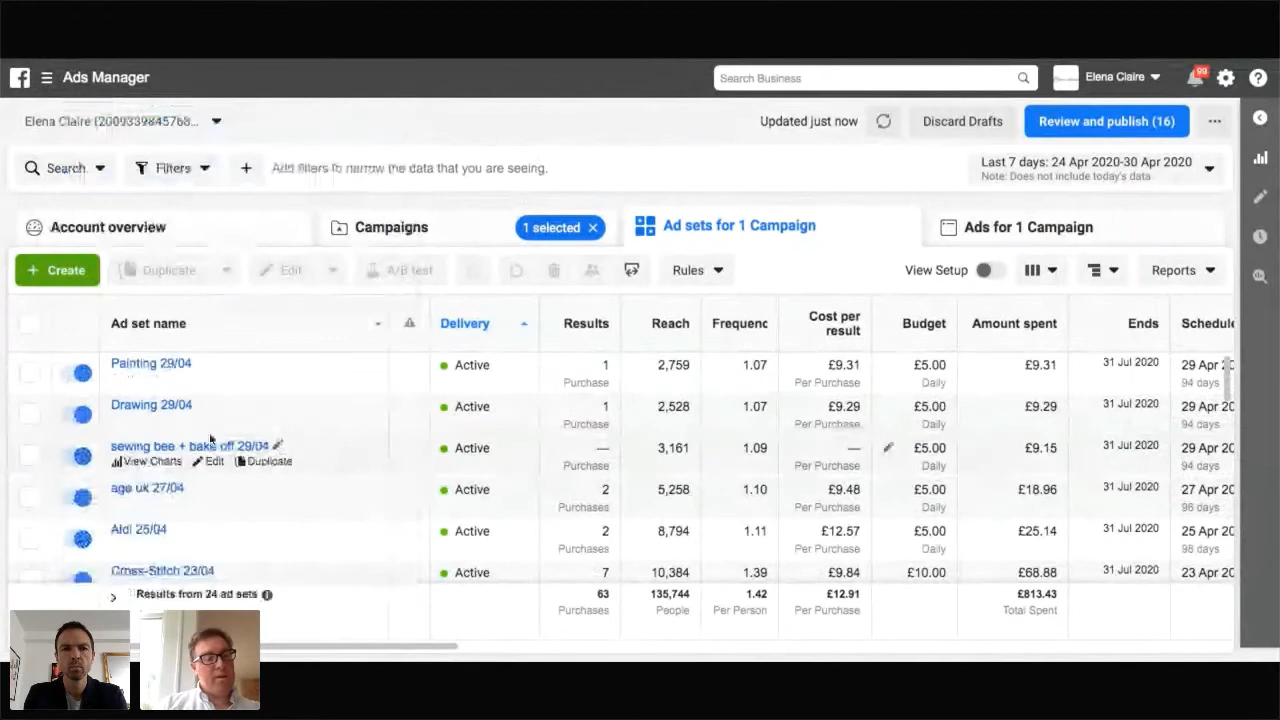 Ads Manager
Search Business
Elena Claire
99
Elena Claire (2009339845768...
Updated just now
Discard Drafts
Review and publish (16)
Search
Filters
Add filters to narrow the data that you are seeing.
Last 7 days: 24 Apr 2020-30 Apr 2020
Note: Does not include today's data
Account overview
Campaigns
1 selected
Ad sets for 1 Campaign
Ads for 1 Campaign
+ Create
Duplicate
Edit
A/B test
Rules
View Setup
Reports
Ad set name Delivery Results Reach Frequenc Cost per result Budget Amount spent Ends Schedule
Painting 29/04 Active 1 2,759 1.07 £9.31 £5.00 £9.31 31 Jul 2020 29 Apr 20
Purchase Per Purchase Daily 94 days
Drawing 29/04 Active 1 2,528 1.07 £9.29 £5.00 £9.29 31 Jul 2020 29 Apr 20
Purchase Per Purchase Daily 94 days
sewing bee + bake off 29/04 Active — 3,161 1.09 — £5.00 £9.15 31 Jul 2020 29 Apr 20
View Charts Edit Duplicate Purchase Per Purchase Daily 94 days
age uk 27/04 Active 2 5,258 1.10 £9.48 £5.00 £18.96 31 Jul 2020 27 Apr 20
Purchases Per Purchase Daily 96 days
Aldi 25/04 Active 2 8,794 1.11 £12.57 £5.00 £25.14 31 Jul 2020 25 Apr 20
Purchases Per Purchase Daily 98 days
Cross-Stitch 23/04 Active 7 10,384 1.39 £9.84 £10.00 £68.88 31 Jul 2020 23 Apr 20
Results from 24 ad sets 63 135,744 1.42 £12.91 £813.43
Purchases People Per Person Per Purchase Total Spent